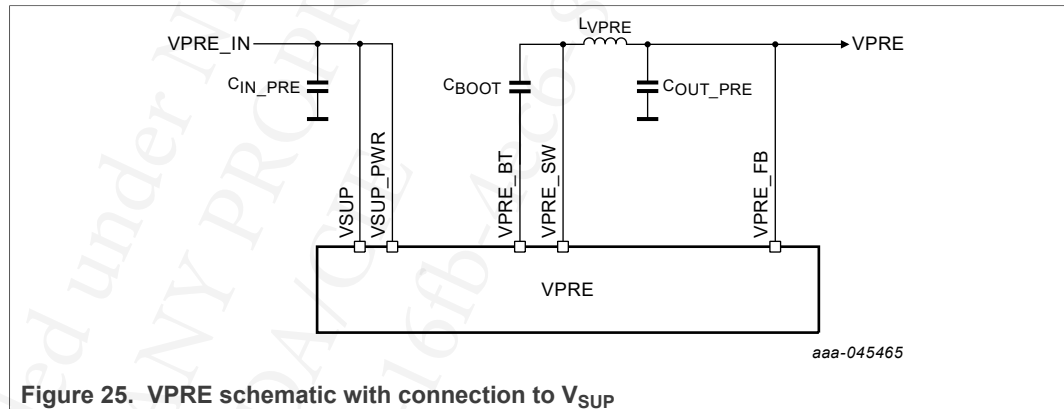 VPRE_IN
LVPRE
VPRE
CIN_PRE
CBOOT
COUT_PRE
VSUP
VSUP_PWR
VPRE_BT
VPRE_SW
VPRE_FB
VPRE
aaa-045465
Figure 25. VPRE schematic with connection to VSUP